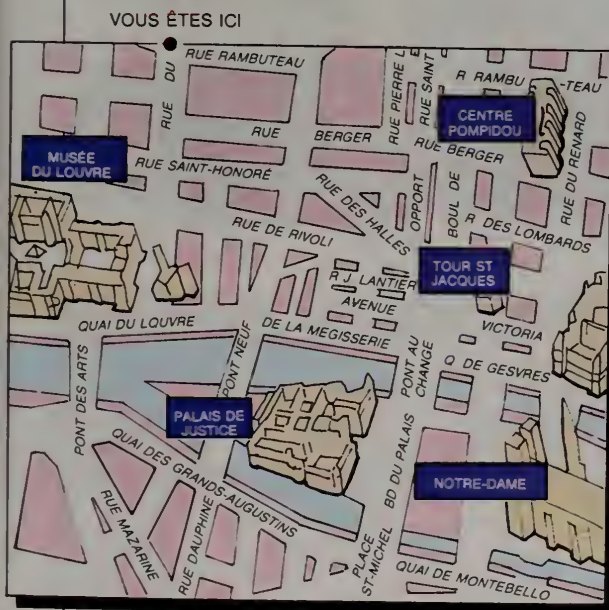 VOUS ÊTES ICI
RUE DU
RUE RAMBUTEAU
RUE PIERRE L
RUE SAINT
R RAMBU
-TEAU
CENTRE
POMPIDOU
RUE BERGER
RUE BERGER
RUE DU RENARD
MUSÉE
DU LOUVRE
RUE SAINT-HONORÉ
RUE DES HALLES
OPPORT
BOUL DE
R DES LOMBARDS
RUE DE RIVOLI
TOUR ST
JACQUES
R J LANTIER
AVENUE
VICTORIA
QUAI DU LOUVRE
DE LA MEGISSERIE
PONT NEUF
PONT AU
CHANGE
Q DE GESVRES
PONT DES ARTS
PALAIS DE
JUSTICE
QUAI DES GRANDS-AUGUSTINS
BD DU PALAIS
NOTRE-DAME
RUE MAZARINE
RUE DAUPHINE
PLACE
ST-MICHEL
QUAI DE MONTEBELLO